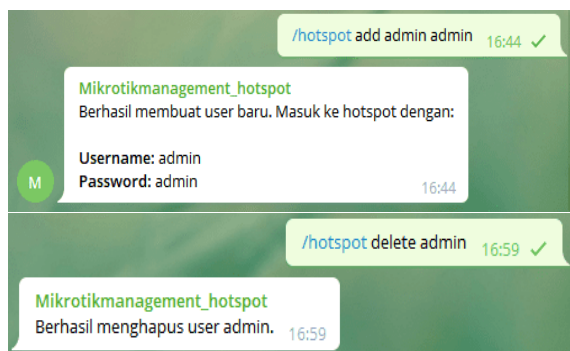 /hotspot add admin admin 16:44
Mikrotikmanagement_hotspot
Berhasil membuat user baru. Masuk ke hotspot dengan:
Username: admin
M
Password: admin
16:44
/hotspot delete admin 16:59
Mikrotikmanagement_hotspot
Berhasil menghapus user admin. 16:59